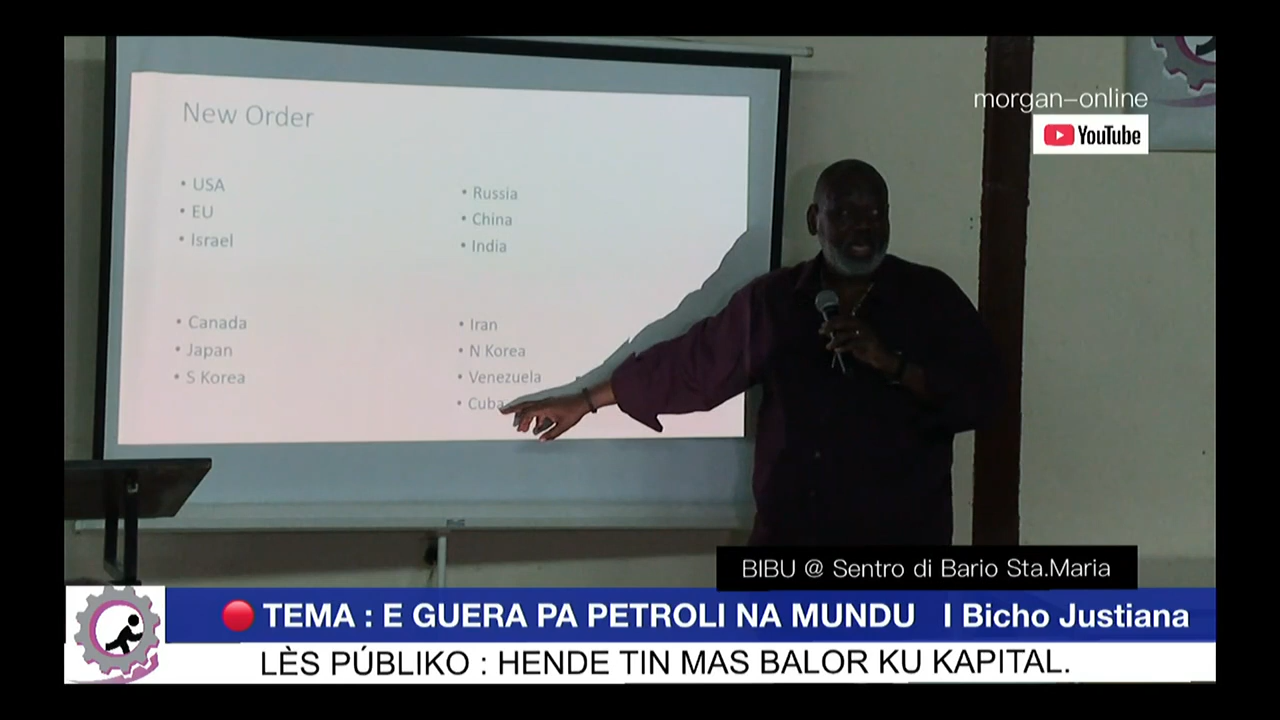 New Order
• USA
• EU
• Israel
• Canada
• Japan
• S Korea
• Russia
• China
• India
• Iran
• N Korea
• Venezuela
• Cuba
morgan-online
YouTube
BIBU @ Sentro di Bario Sta.Maria
TEMA : E GUERA PA PETROLI NA MUNDU I Bicho Justiana
LÈS PÚBLIKO : HENDE TIN MAS BALOR KU KAPITAL.